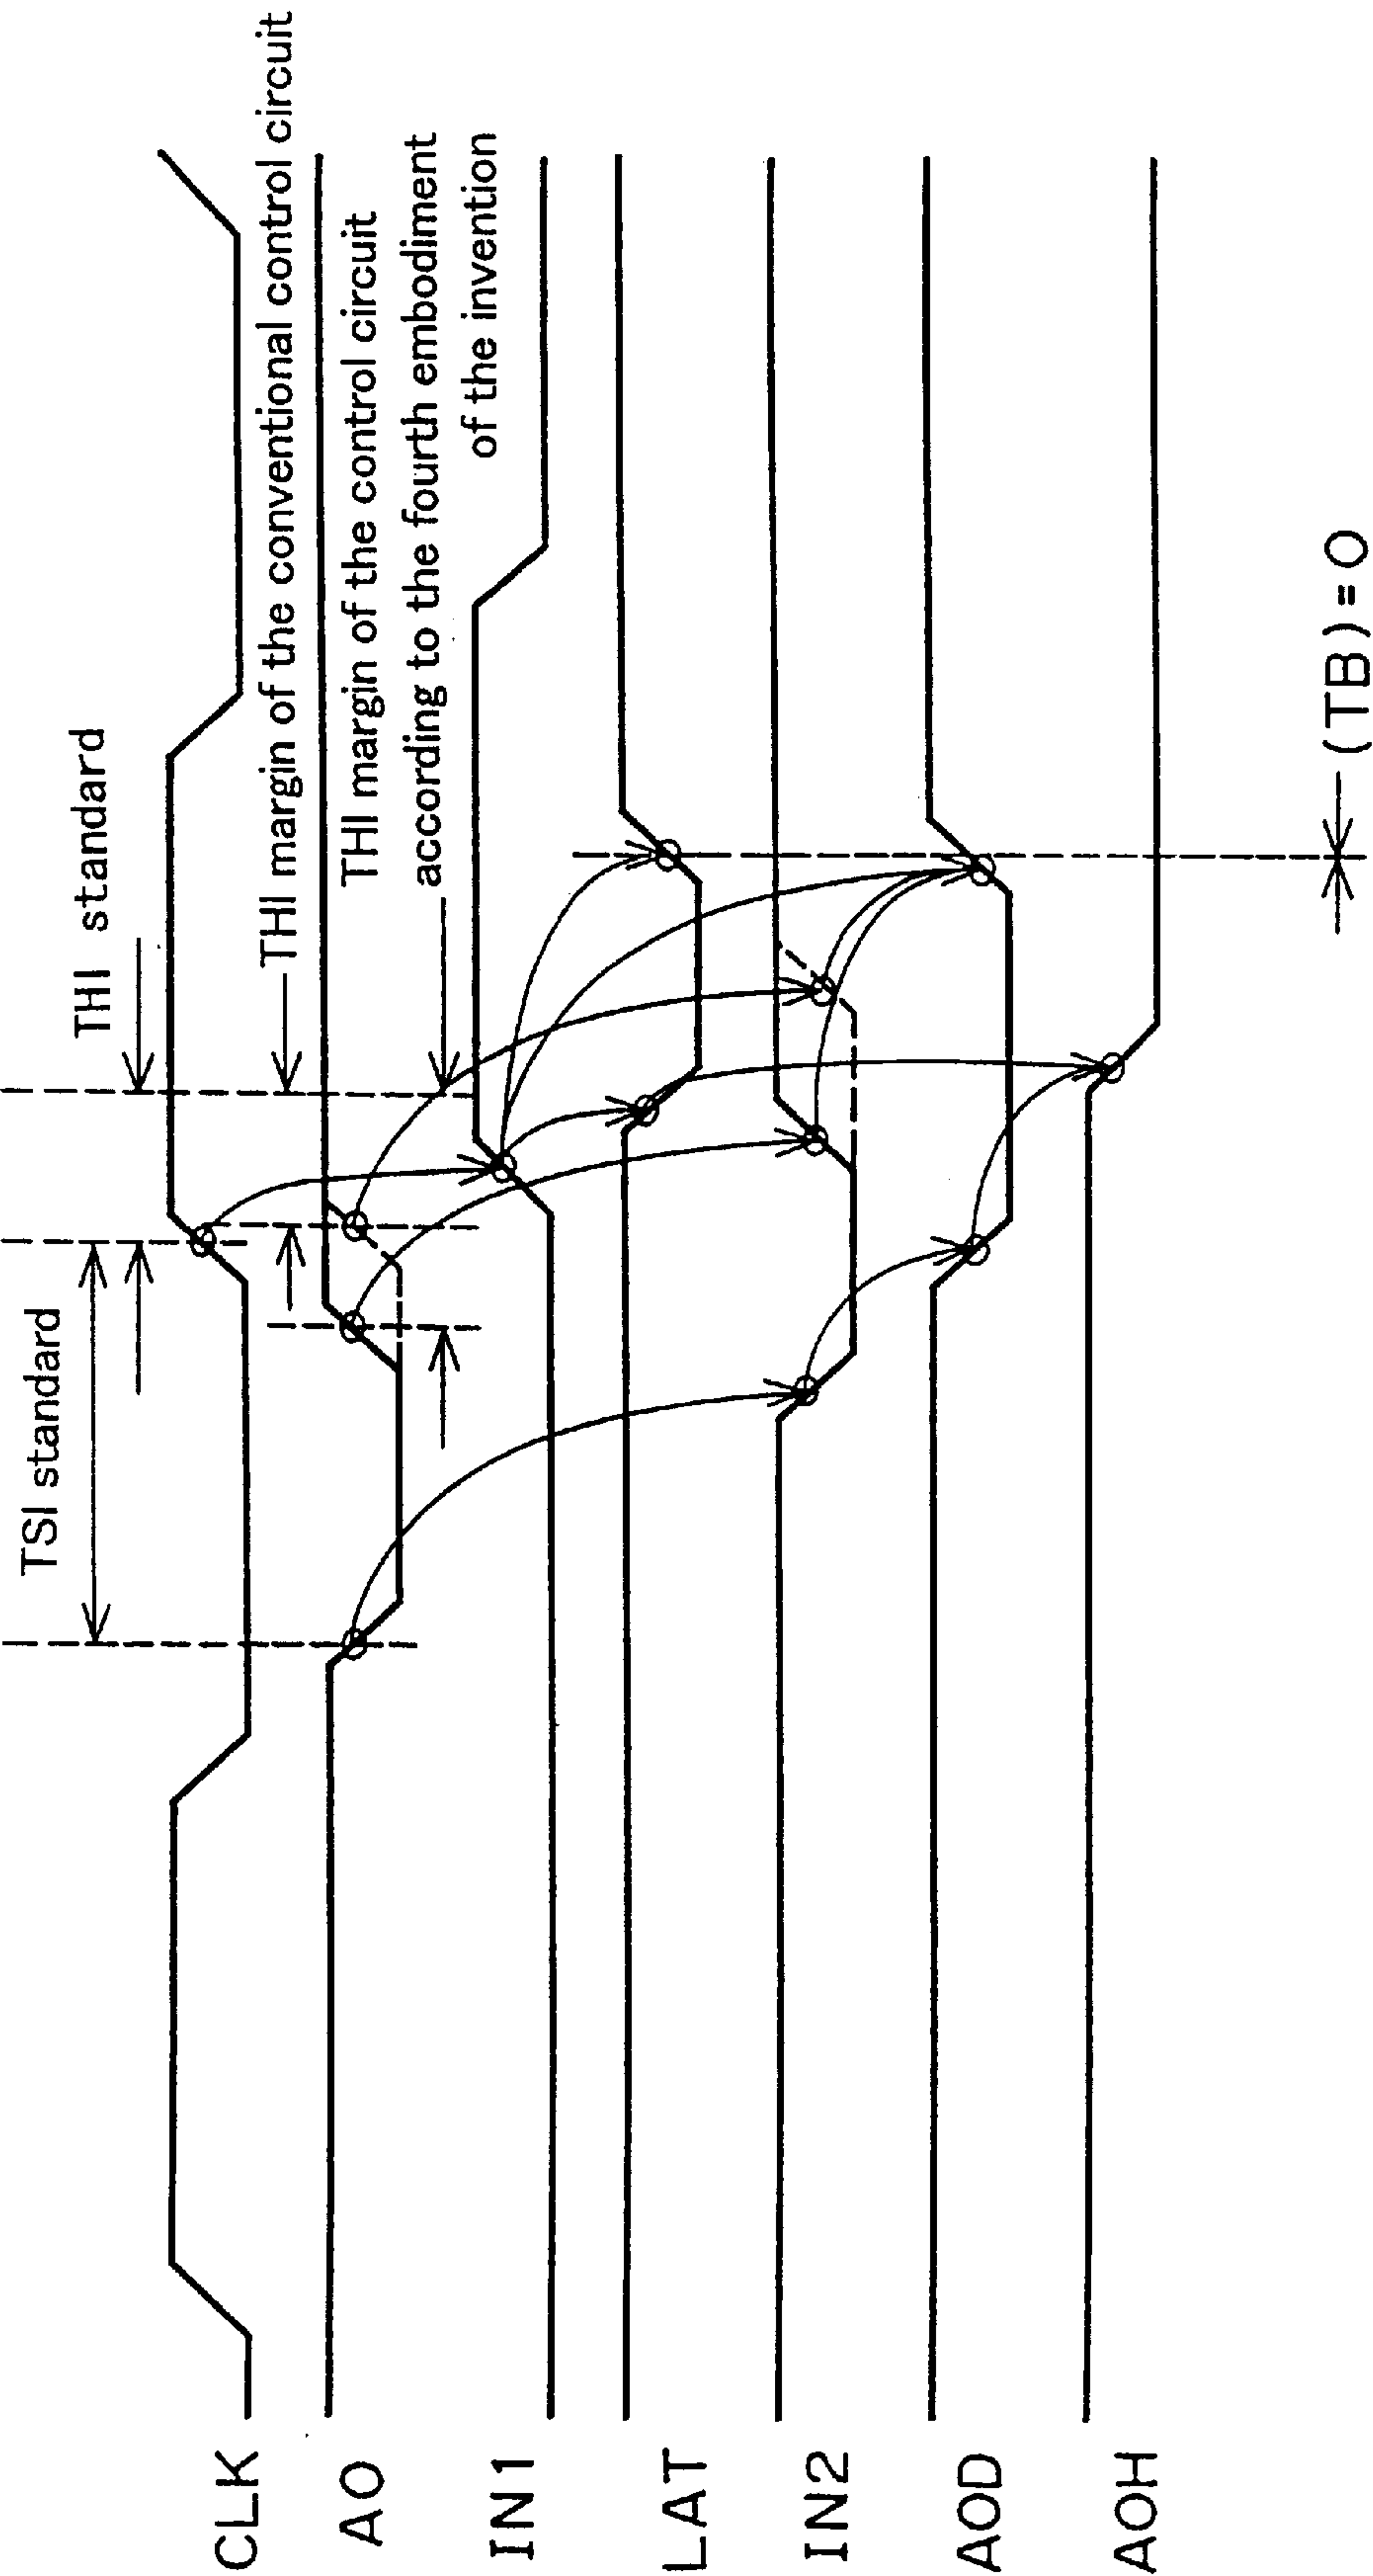 TSI standard
THI standard
THI margin of the conventional control circuit
THI margin of the control circuit
according to the fourth embodiment
of the invention
CLK
AO
IN1
LAT
IN2
AOD
AOH
(TB)=0